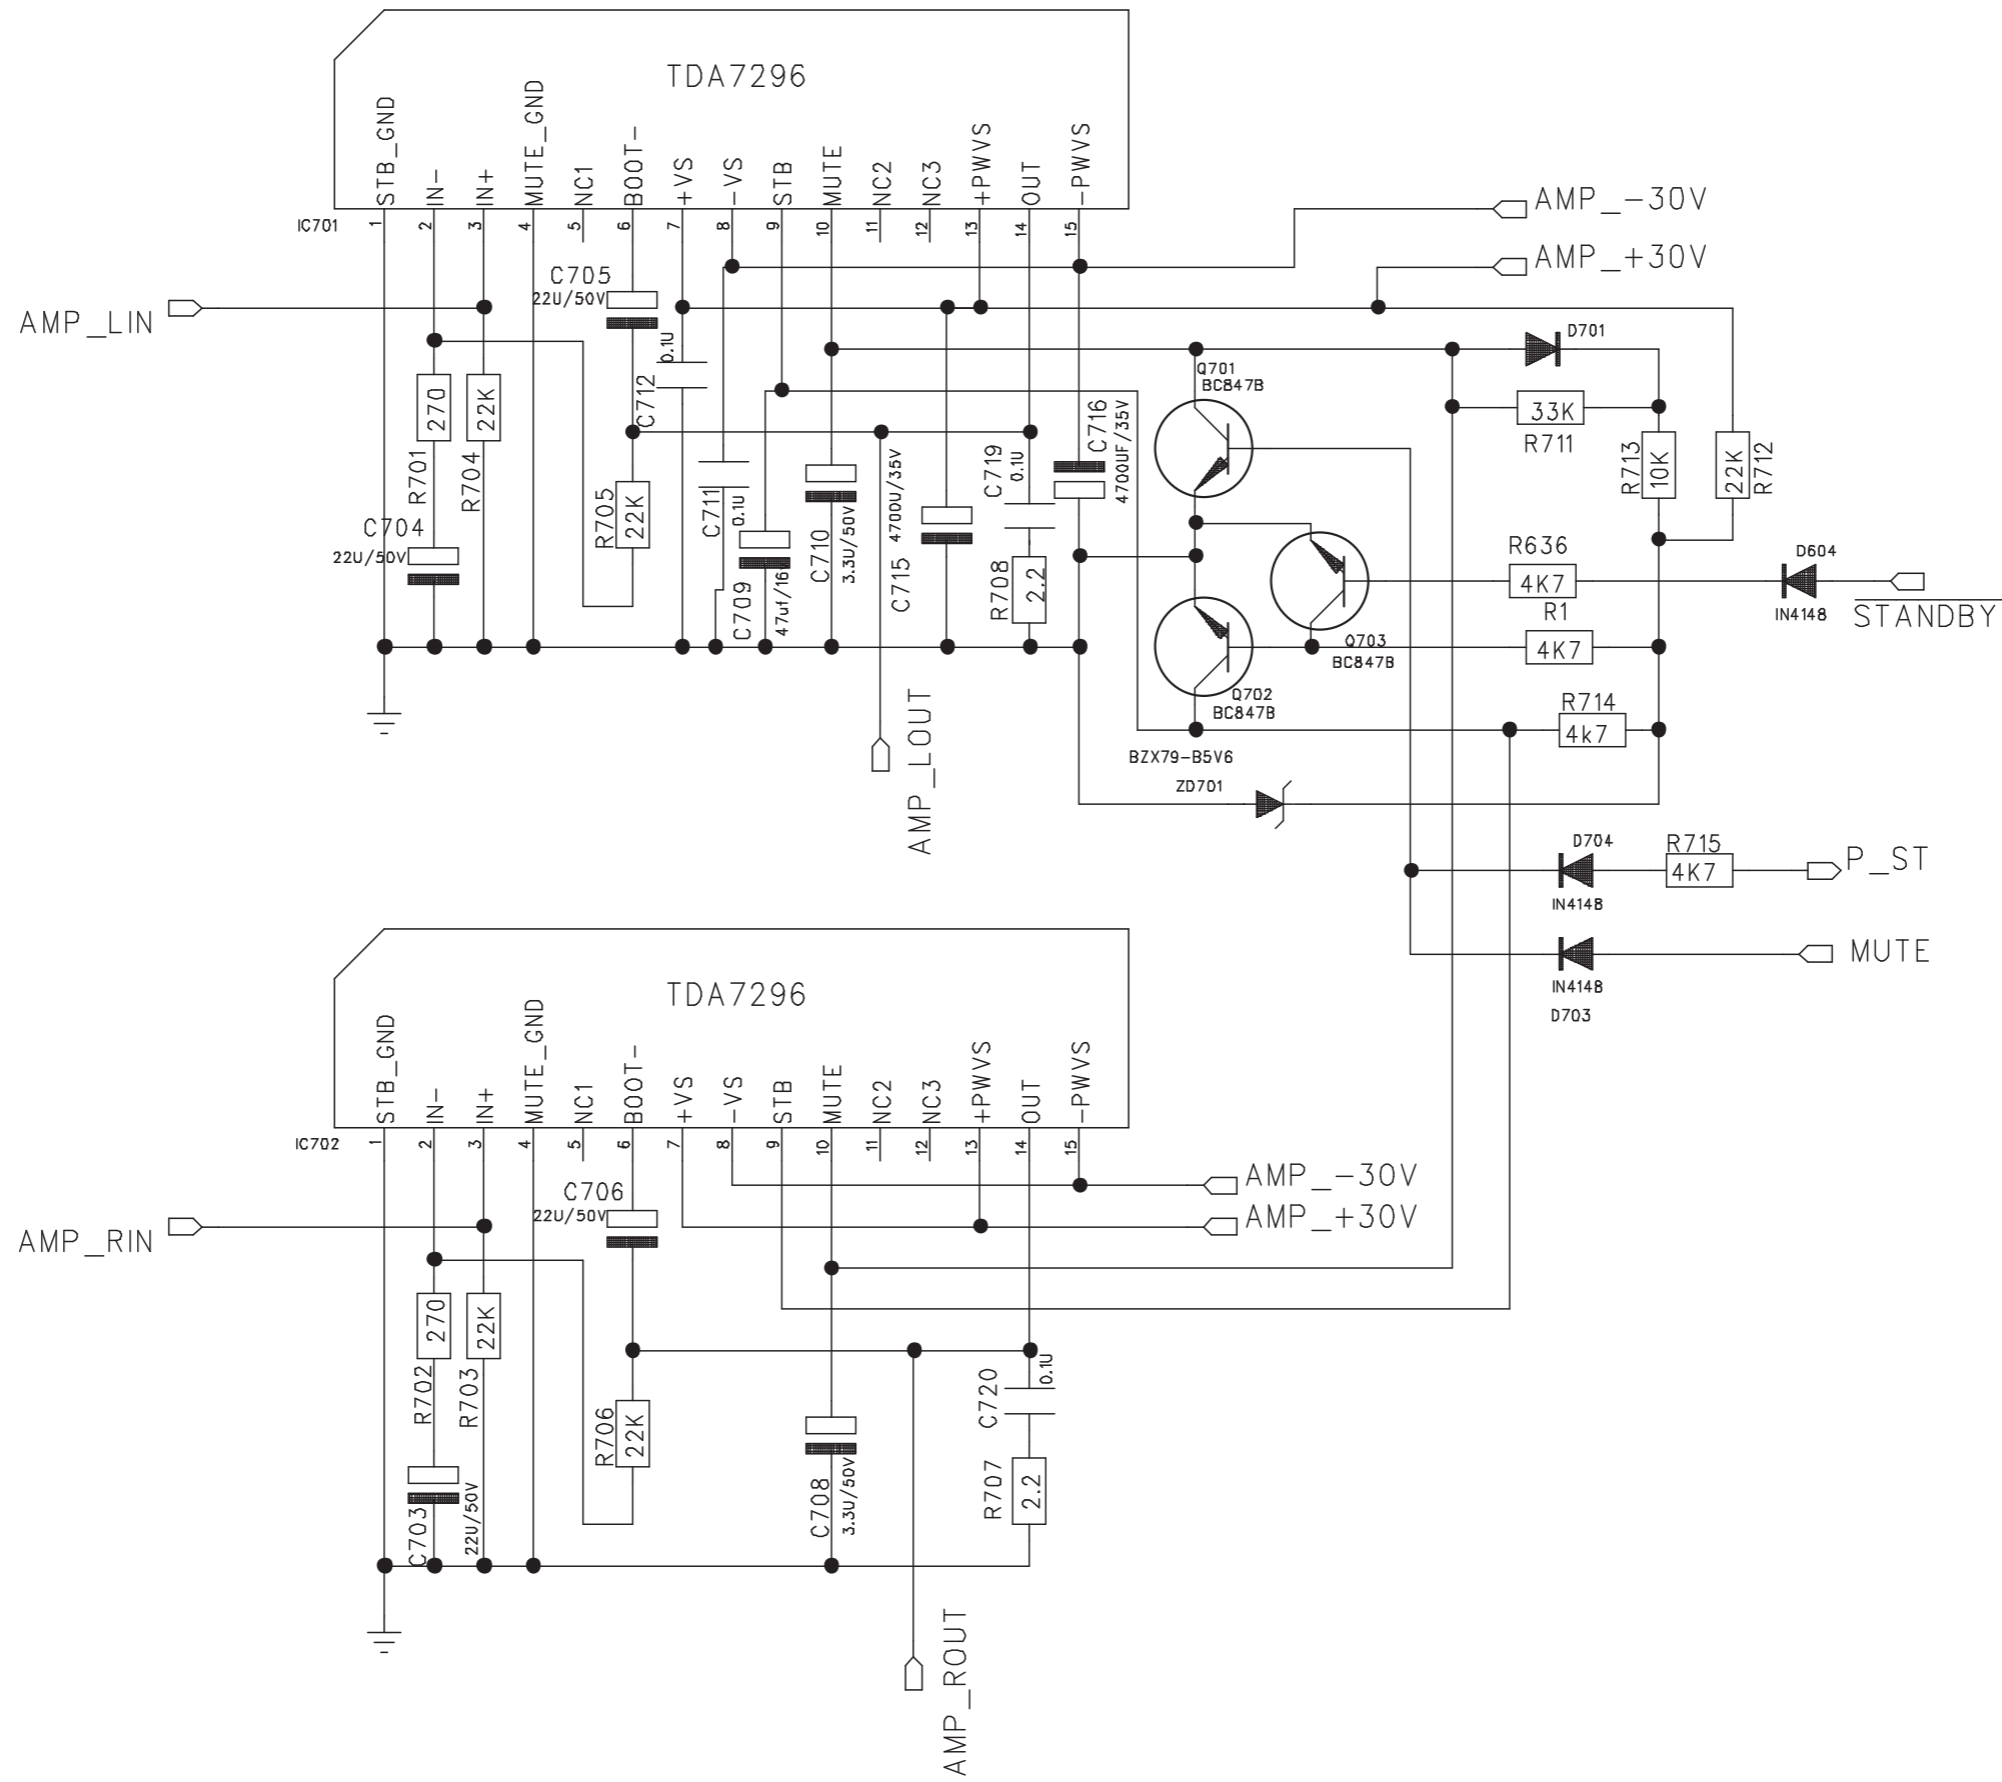 TDA7296
STB_GND
IN-
IN+
MUTE_GND
NC1
BOOT-
+VS
-VS
STB
MUTE
NC2
NC3
+PWVS
OUT
-PWVS
IC701
1
2
3
4
5
6
7
8
9
10
11
12
13
14
15
AMP_-30V
AMP_+30V
AMP_LIN
C705
22U/50V
0.1U
C712
D701
Q701
BC847B
270
R701
22K
R704
C716
4700UF/35V
33K
R711
R713
10K
22K
R712
C704
22U/50V
R705
22K
C711
0.1U
C709
47uf/16
C710
3.3U/50V
C715
4700U/35V
C719
0.1U
R708
2.2
R636
4K7
D604
IN4148
STANDBY
R1
4K7
Q703
BC847B
Q702
BC847B
R714
4k7
BZX79-B5V6
ZD701
AMP_LOUT
D704
IN4148
R715
4K7
P_ST
MUTE
IN4148
D703
TDA7296
STB_GND
IN-
IN+
MUTE_GND
NC1
BOOT-
+VS
-VS
STB
MUTE
NC2
NC3
+PWVS
OUT
-PWVS
IC702
1
2
3
4
5
6
7
8
9
10
11
12
13
14
15
AMP_-30V
AMP_+30V
AMP_RIN
C706
22U/50V
270
R702
22K
R703
C703
22U/50V
R706
22K
C708
3.3U/50V
C720
0.1U
R707
2.2
AMP_ROUT